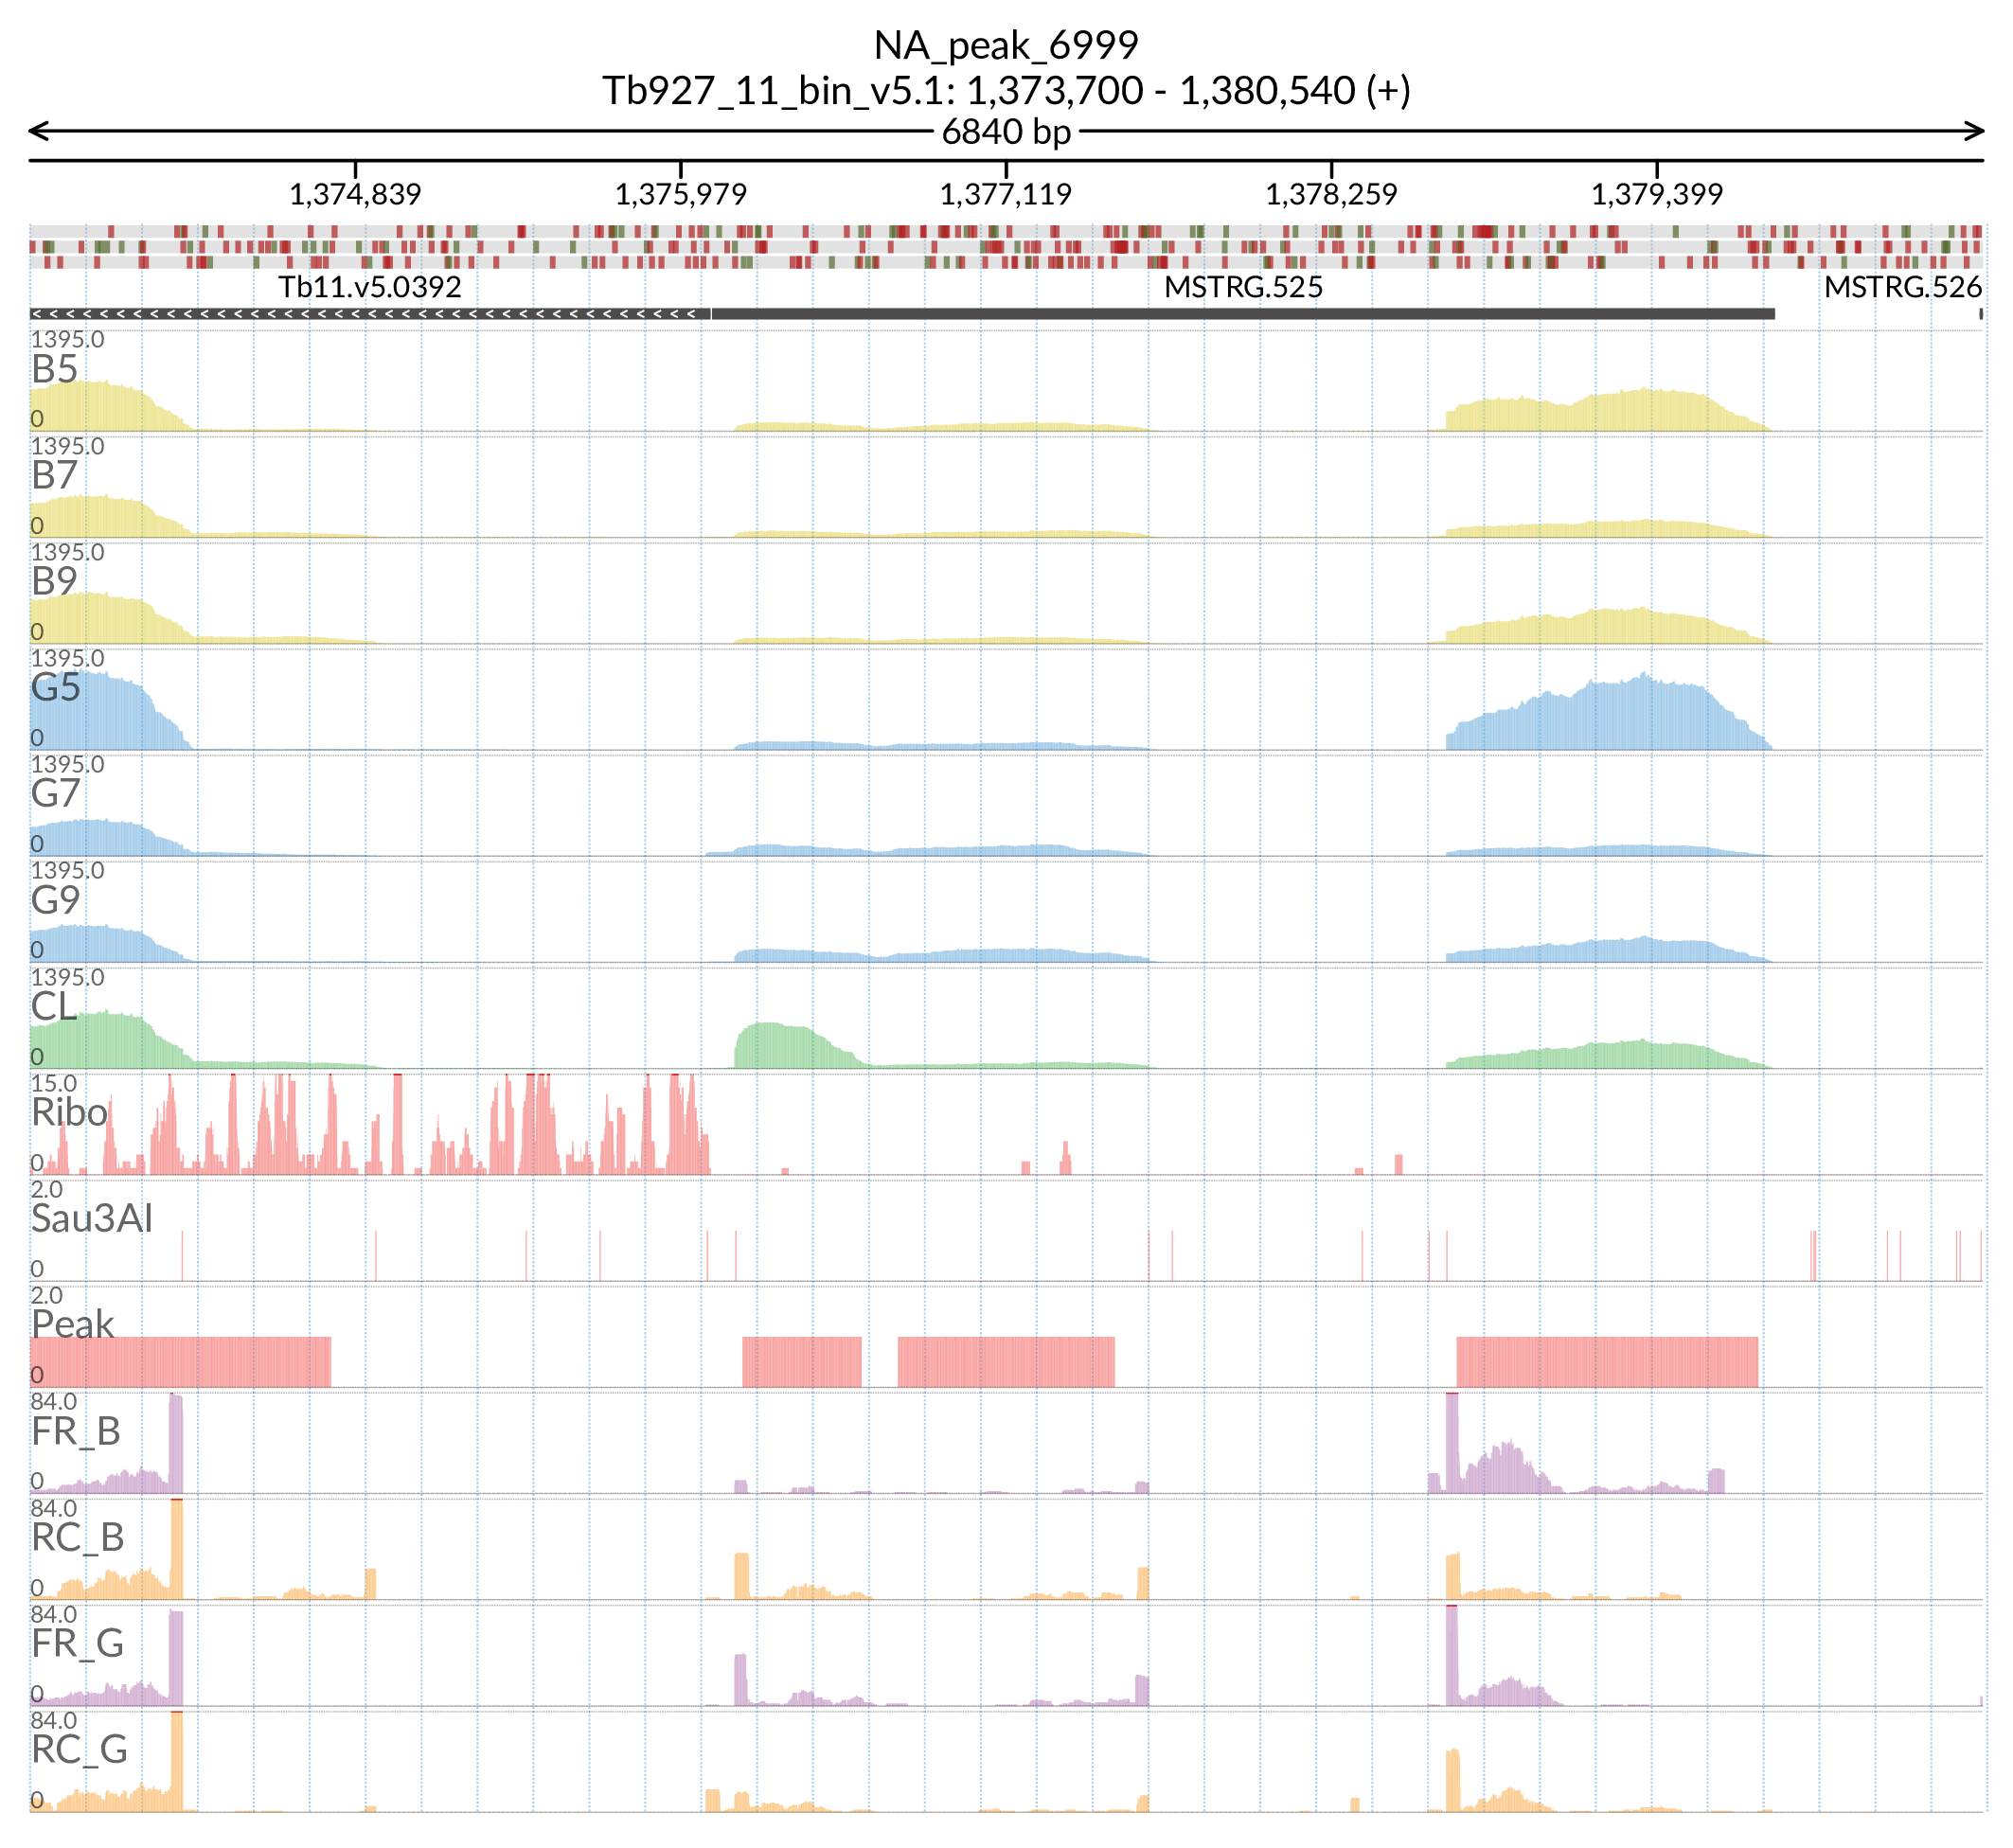 NA_peak_6999
Tb927_11_bin_v5.1: 1,373,700 - 1,380,540 (+)
6840 bp
1,374,839 1,375,979 1,377,119 1,378,259 1,379,399
Tb11.v5.0392 MSTRG.525 MSTRG.526
1395.0
B5
0
1395.0
B7
0
1395.0
B9
0
1395.0
G5
0
1395.0
G7
0
1395.0
G9
0
1395.0
CL
0
15.0
Ribo
0
2.0
Sau3AI
0
2.0
Peak
0
84.0
FR_B
0
84.0
RC_B
0
84.0
FR_G
0
84.0
RC_G
0